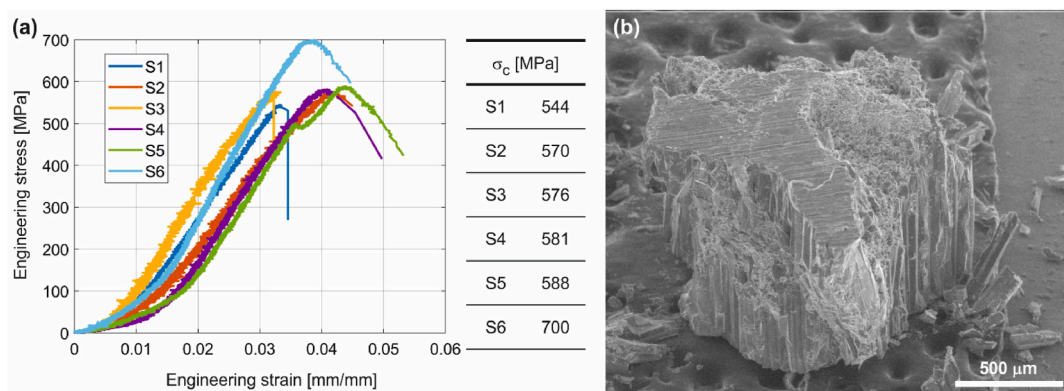 (a)
700
600
500
400
300
200
100
0
Engineering stress [MPa]
S1
S2
S3
S4
S5
S6
0 0.01 0.02 0.03 0.04 0.05 0.06
Engineering strain [mm/mm]
σc [MPa]
S1 544
S2 570
S3 576
S4 581
S5 588
S6 700
(b)
500 μm